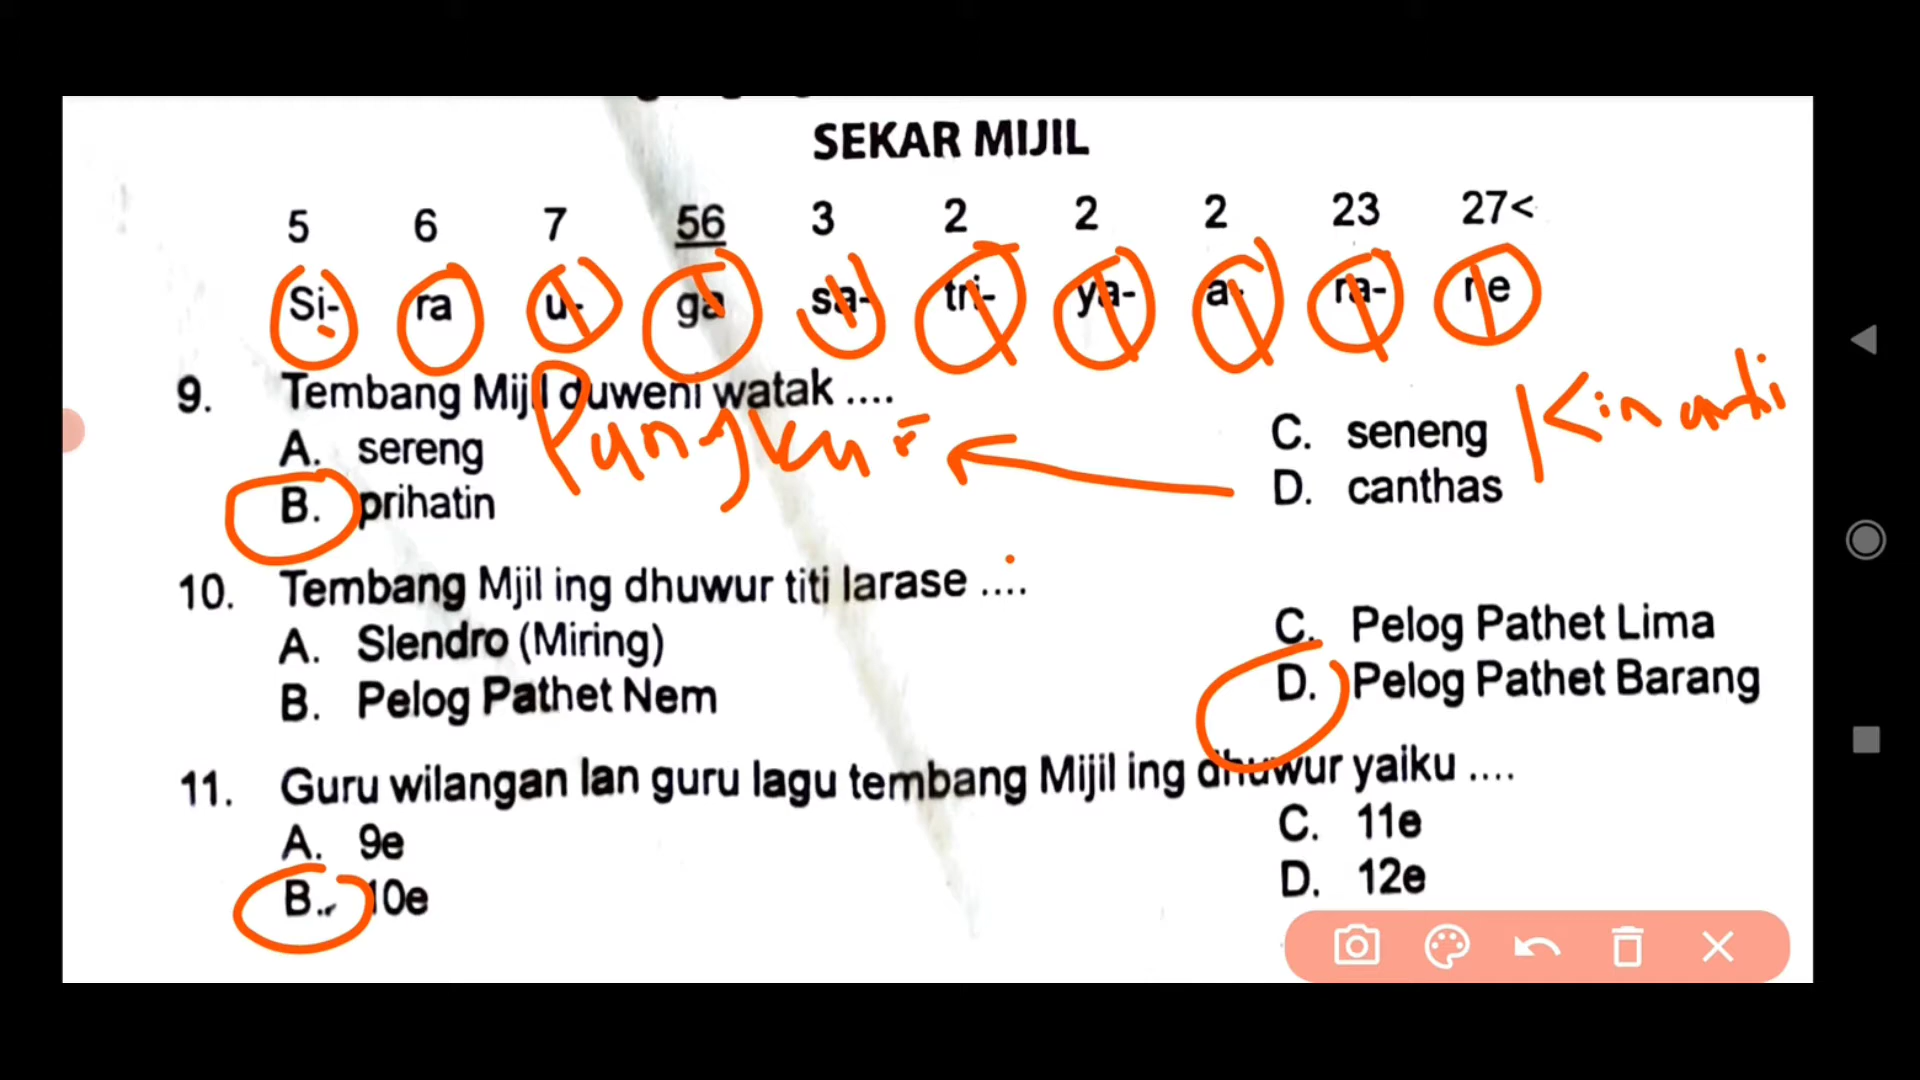 SEKAR MIJIL
5 6 7 56 3 2 2 2 23 27<
Si- ra u- ga sa- tri- ya- a- ra- ne
9. Tembang Mijil duweni watak ....
A. sereng
B. prihatin
Pangkur
C. seneng
D. canthas
Kinanti
10. Tembang Mjil ing dhuwur titi larase ....
A. Slendro (Miring)
B. Pelog Pathet Nem
C. Pelog Pathet Lima
D. Pelog Pathet Barang
11. Guru wilangan lan guru lagu tembang Mijil ing dhuwur yaiku ....
A. 9e
B. 10e
C. 11e
D. 12e